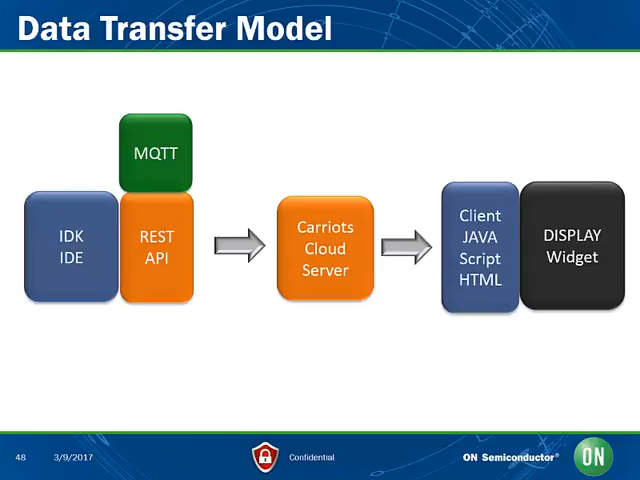 Data Transfer Model
MQTT
IDK
IDE
REST
API
Carriots
Cloud
Server
Client
JAVA
Script
HTML
DISPLAY
Widget
48
3/9/2017
Confidential
ON Semiconductor®
ON